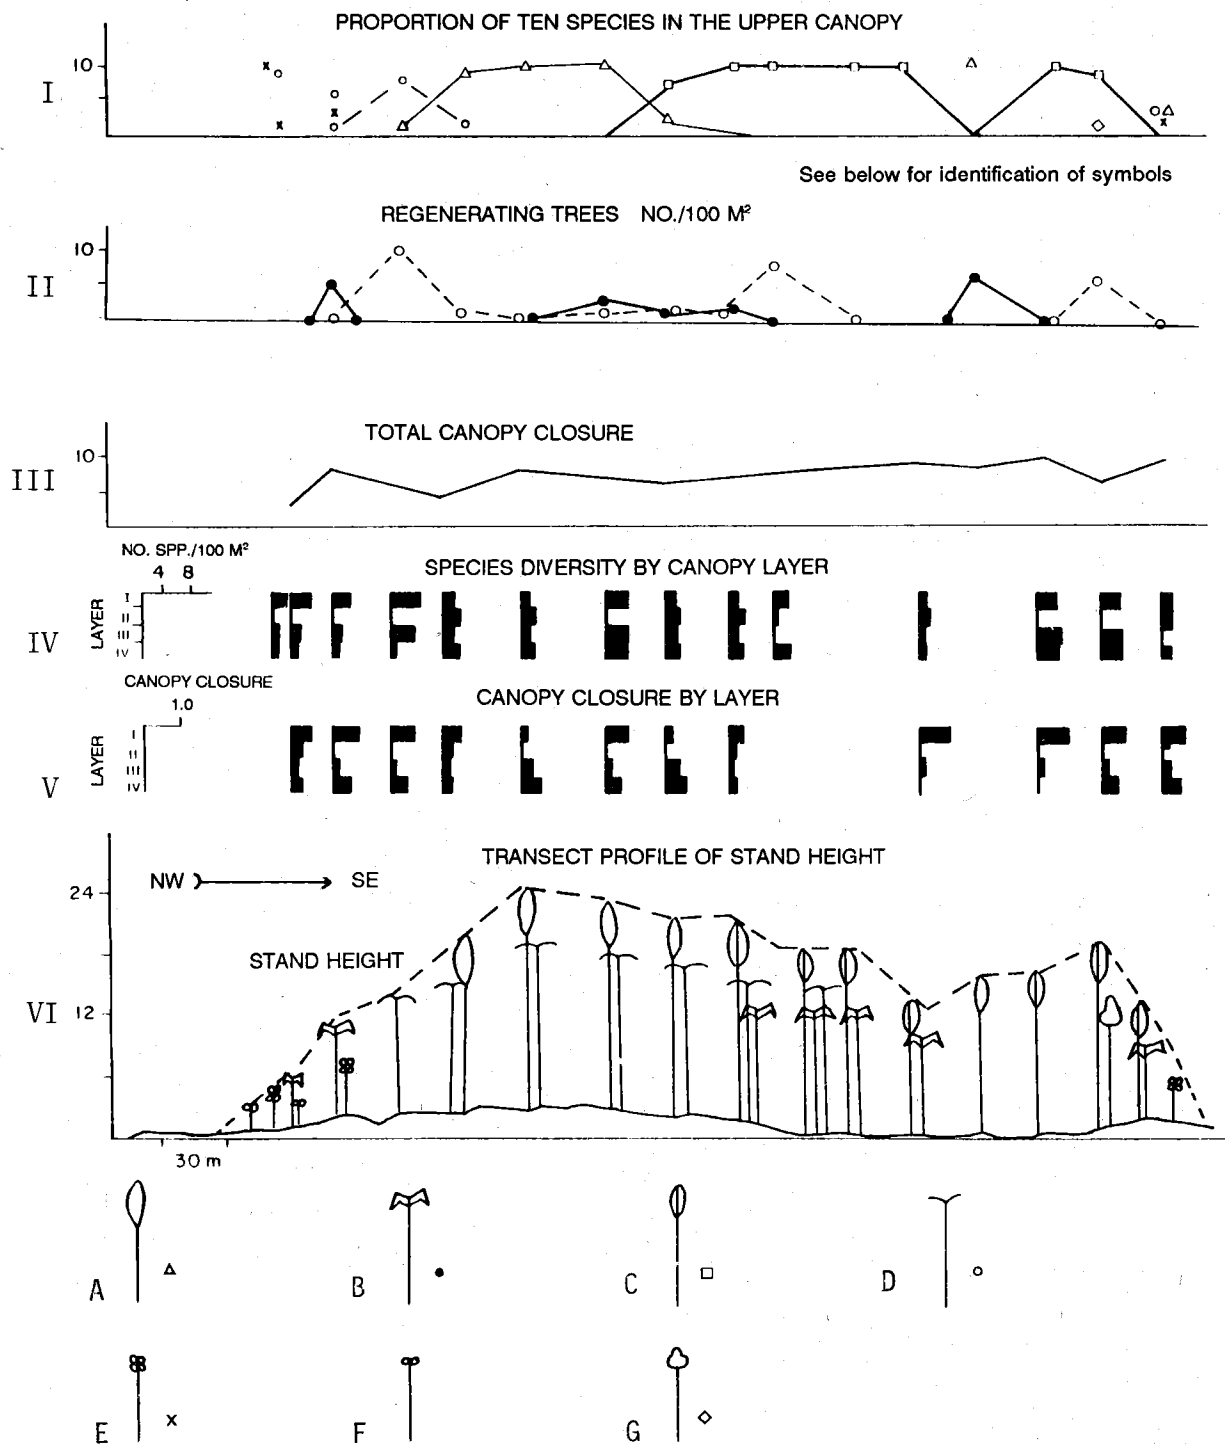 PROPORTION OF TEN SPECIES IN THE UPPER CANOPY
10
I
See below for identification of symbols
REGENERATING TREES NO./100 M²
10
II
TOTAL CANOPY CLOSURE
10
III
NO. SPP./100 M²
4 8
SPECIES DIVERSITY BY CANOPY LAYER
LAYER
I
II
III
IV
IV
CANOPY CLOSURE
1.0
CANOPY CLOSURE BY LAYER
LAYER
I
II
III
IV
V
TRANSECT PROFILE OF STAND HEIGHT
NW SE
24
STAND HEIGHT
VI
12
30 m
A B C D
E F G